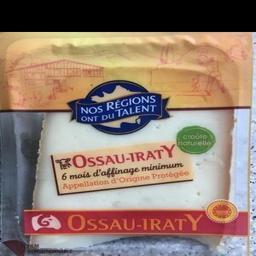 NOS RÉGIONS
ONT DU TALENT
croûte
naturelle
OSSAU-IRATY
6 mois d'affinage minimum
Appellation d'Origine Protégée
OSSAU-IRATY